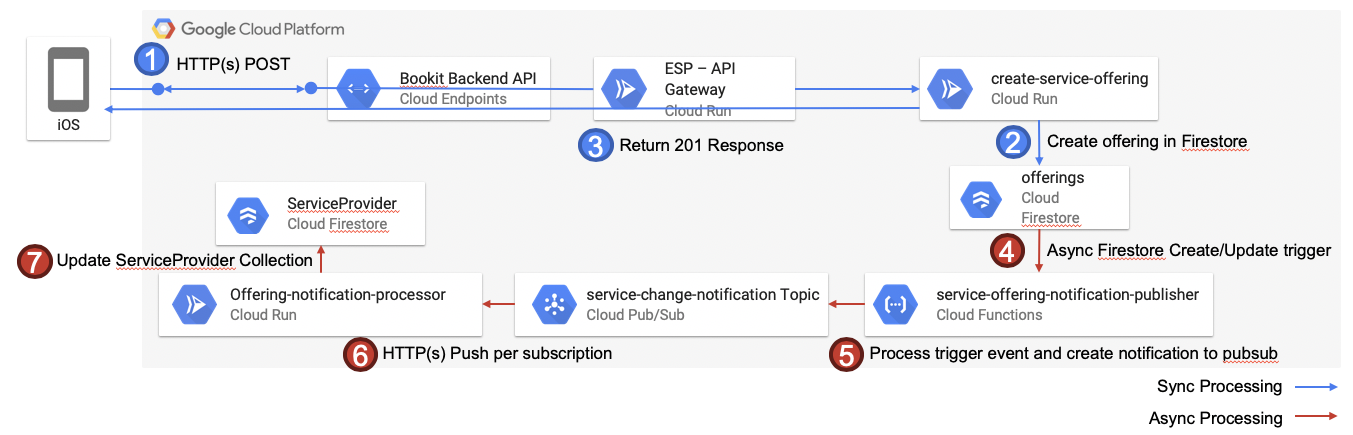 Google Cloud Platform
1
HTTP(s) POST
iOS
Bookit Backend API
Cloud Endpoints
ESP – API
Gateway
Cloud Run
create-service-offering
Cloud Run
3
Return 201 Response
2
Create offering in Firestore
offerings
Cloud
Firestore
ServiceProvider
Cloud Firestore
4
Async Firestore Create/Update trigger
7
Update ServiceProvider Collection
Offering-notification-processor
Cloud Run
service-change-notification Topic
Cloud Pub/Sub
service-offering-notification-publisher
Cloud Functions
6
HTTP(s) Push per subscription
5
Process trigger event and create notification to pubsub
Sync Processing
Async Processing